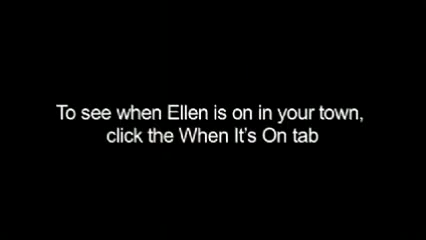 To see when Ellen is on in your town,
click the When It's On tab